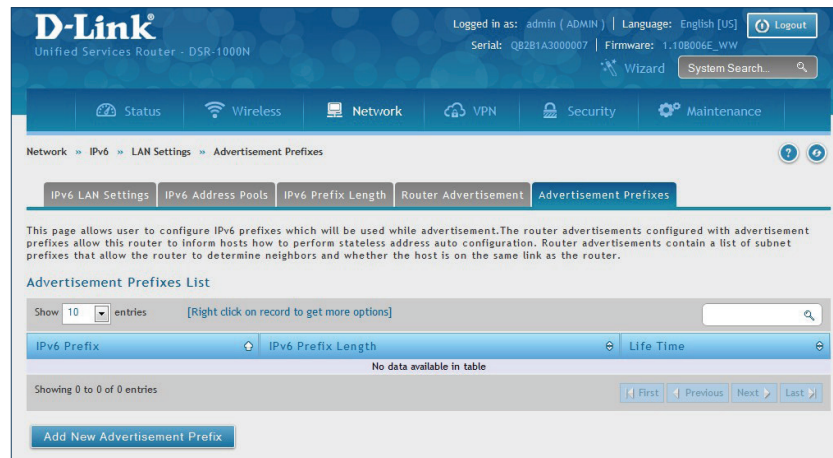 D-Link®
Unified Services Router - DSR-1000N
Logged in as: admin ( ADMIN ) | Language: English [US]
Logout
Serial: QB2B1A3000007 | Firmware: 1.10B006E_WW
Wizard
System Search...
Status
Wireless
Network
VPN
Security
Maintenance
Network » IPv6 » LAN Settings » Advertisement Prefixes
IPv6 LAN Settings
IPv6 Address Pools
IPv6 Prefix Length
Router Advertisement
Advertisement Prefixes
This page allows user to configure IPv6 prefixes which will be used while advertisement.The router advertisements configured with advertisement
prefixes allow this router to inform hosts how to perform stateless address auto configuration. Router advertisements contain a list of subnet
prefixes that allow the router to determine neighbors and whether the host is on the same link as the router.
Advertisement Prefixes List
Show 10 entries
[Right click on record to get more options]
IPv6 Prefix
IPv6 Prefix Length
Life Time
No data available in table
Showing 0 to 0 of 0 entries
First
Previous
Next
Last
Add New Advertisement Prefix